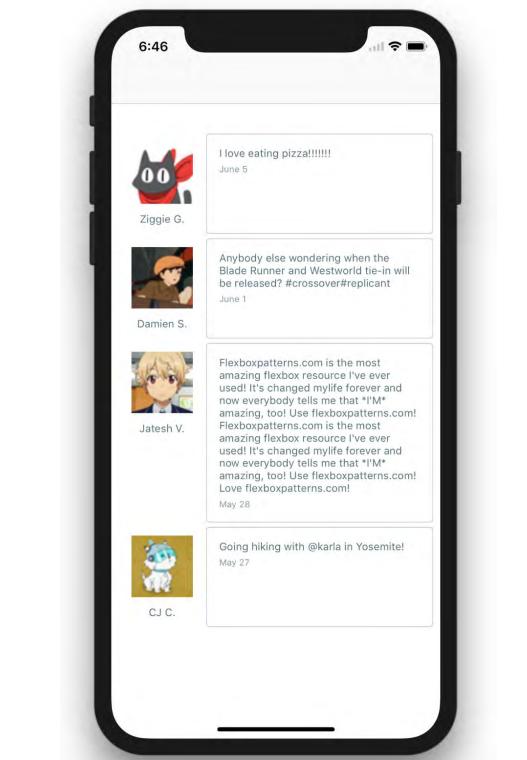 6:46
I love eating pizza!!!!!!!
June 5
Ziggie G.
Anybody else wondering when the
Blade Runner and Westworld tie-in will
be released? #crossover#replicant
June 1
Damien S.
Flexboxpatterns.com is the most
amazing flexbox resource I've ever
used! It's changed mylife forever and
now everybody tells me that *I'M*
amazing, too! Use flexboxpatterns.com!
Flexboxpatterns.com is the most
amazing flexbox resource I've ever
used! It's changed mylife forever and
now everybody tells me that *I'M*
amazing, too! Use flexboxpatterns.com!
Love flexboxpatterns.com!
May 28
Jatesh V.
Going hiking with @karla in Yosemite!
May 27
CJ C.